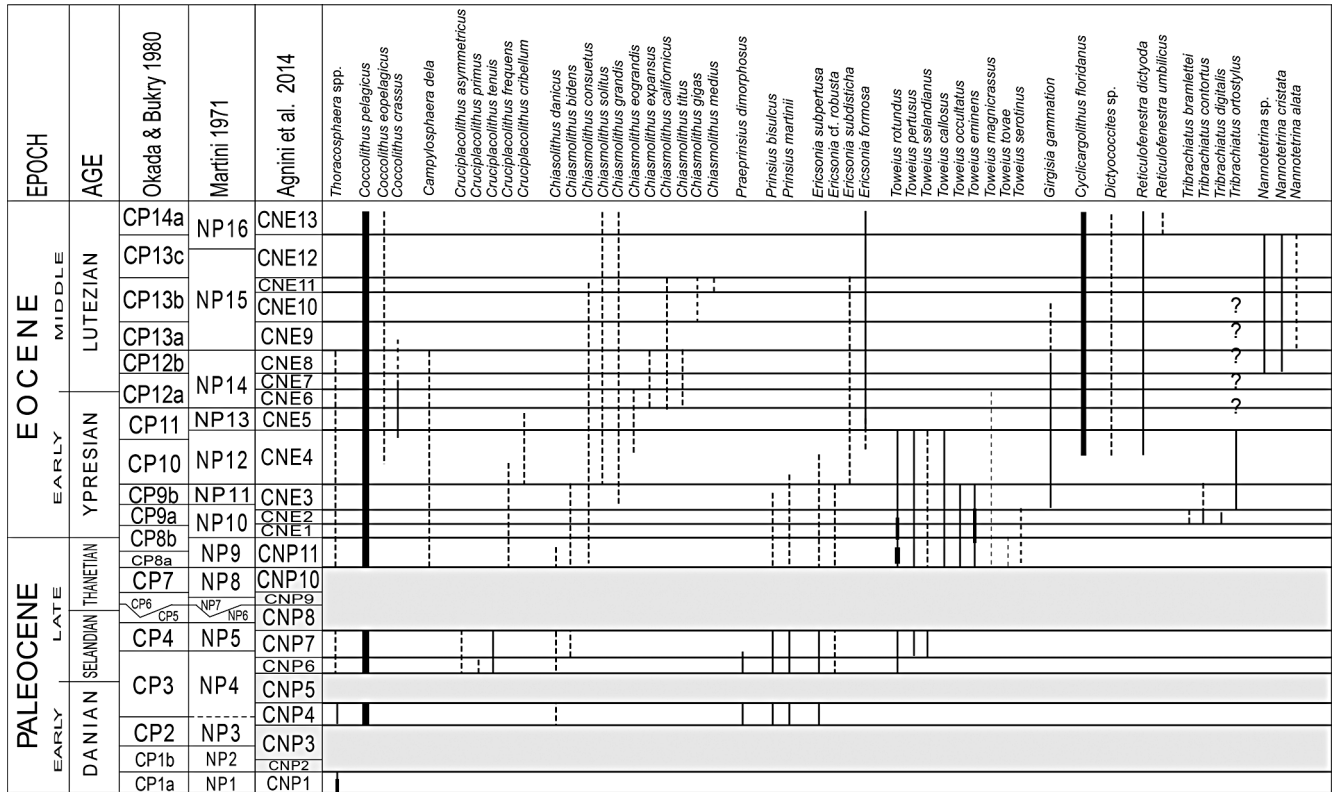 EPOCH
AGE
Okada & Bukry 1980
Martini 1971
Agnini et al. 2014
Thoracosphaera spp.
Coccolithus pelagicus
Coccolithus eopelagicus
Coccolithus crassus
Campylosphaera dela
Cruciplacolithus asymmetricus
Cruciplacolithus primus
Cruciplacolithus tenuis
Cruciplacolithus frequens
Cruciplacolithus cribellum
Chiasolithus danicus
Chiasmolithus bidens
Chiasmolithus consuetus
Chiasmolithus solitus
Chiasmolithus grandis
Chiasmolithus eograndis
Chiasmolithus expansus
Chiasmolithus californicus
Chiasmolithus titus
Chiasmolithus gigas
Chiasmolithus medius
Praeprinsius dimorphosus
Prinsius bisulcus
Prinsius martinii
Ericsonia subpertusa
Ericsonia cf. robusta
Ericsonia subdisticha
Ericsonia formosa
Toweius rotundus
Toweius pertusus
Toweius selandianus
Toweius callosus
Toweius occultatus
Toweius eminens
Toweius magnicrassus
Toweius tovae
Toweius serotinus
Girgisia gammation
Cyclicargolithus floridanus
Dictyococcites sp.
Reticulofenestra dictyoda
Reticulofenestra umbilicus
Tribrachiatus bramlettei
Tribrachiatus contortus
Tribrachiatus digitalis
Tribrachiatus ortostylus
Nannotetrina sp.
Nannotetrina cristata
Nannotetrina alata
EOCENE
MIDDLE
EARLY
LUTEZIAN
YPRESIAN
PALEOCENE
LATE
EARLY
THANETIAN
SELANDIAN
DANIAN
CP14a
CP13c
CP13b
CP13a
CP12b
CP12a
CP11
CP10
CP9b
CP9a
CP8b
CP8a
CP7
CP6
CP5
CP4
CP3
CP2
CP1b
CP1a
NP16
NP15
NP14
NP13
NP12
NP11
NP10
NP9
NP8
NP7
NP6
NP5
NP4
NP3
NP2
NP1
CNE13
CNE12
CNE11
CNE10
CNE9
CNE8
CNE7
CNE6
CNE5
CNE4
CNE3
CNE2
CNE1
CNP11
CNP10
CNP9
CNP8
CNP7
CNP6
CNP5
CNP4
CNP3
CNP2
CNP1
?
?
?
?
?